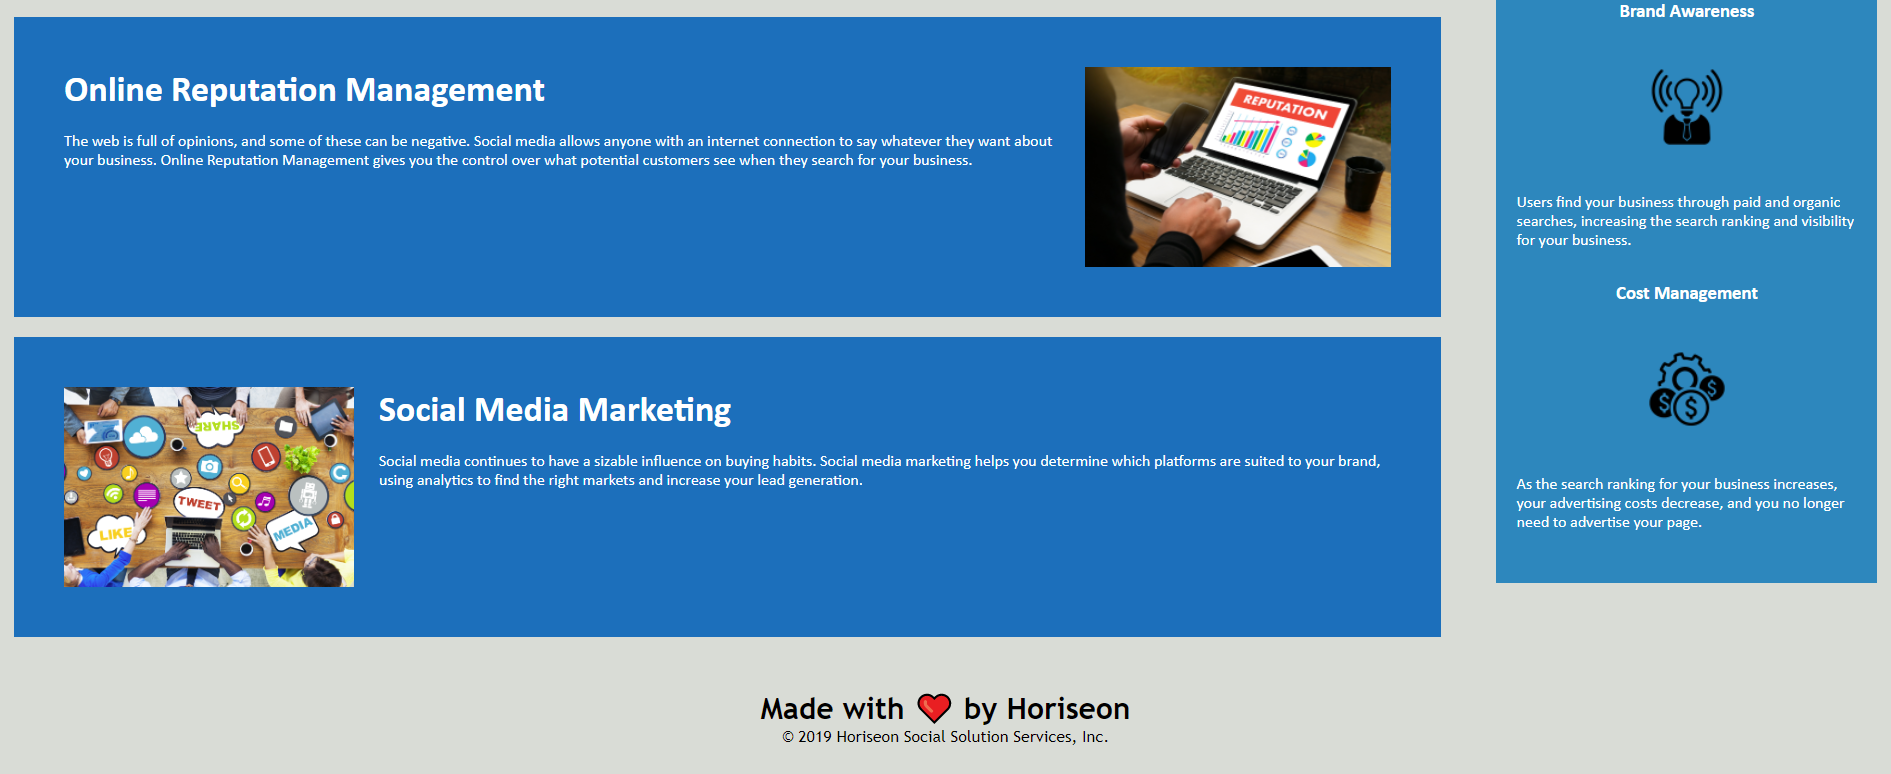 Online Reputation Management
The web is full of opinions, and some of these can be negative. Social media allows anyone with an internet connection to say whatever they want about
your business. Online Reputation Management gives you the control over what potential customers see when they search for your business.
REPUTATION
Social Media Marketing
Social media continues to have a sizable influence on buying habits. Social media marketing helps you determine which platforms are suited to your brand,
using analytics to find the right markets and increase your lead generation.
SHARE
TWEET
LIKE
MEDIA
Brand Awareness
Users find your business through paid and organic
searches, increasing the search ranking and visibility
for your business.
Cost Management
$
$
$
As the search ranking for your business increases,
your advertising costs decrease, and you no longer
need to advertise your page.
Made with ❤️ by Horiseon
© 2019 Horiseon Social Solution Services, Inc.